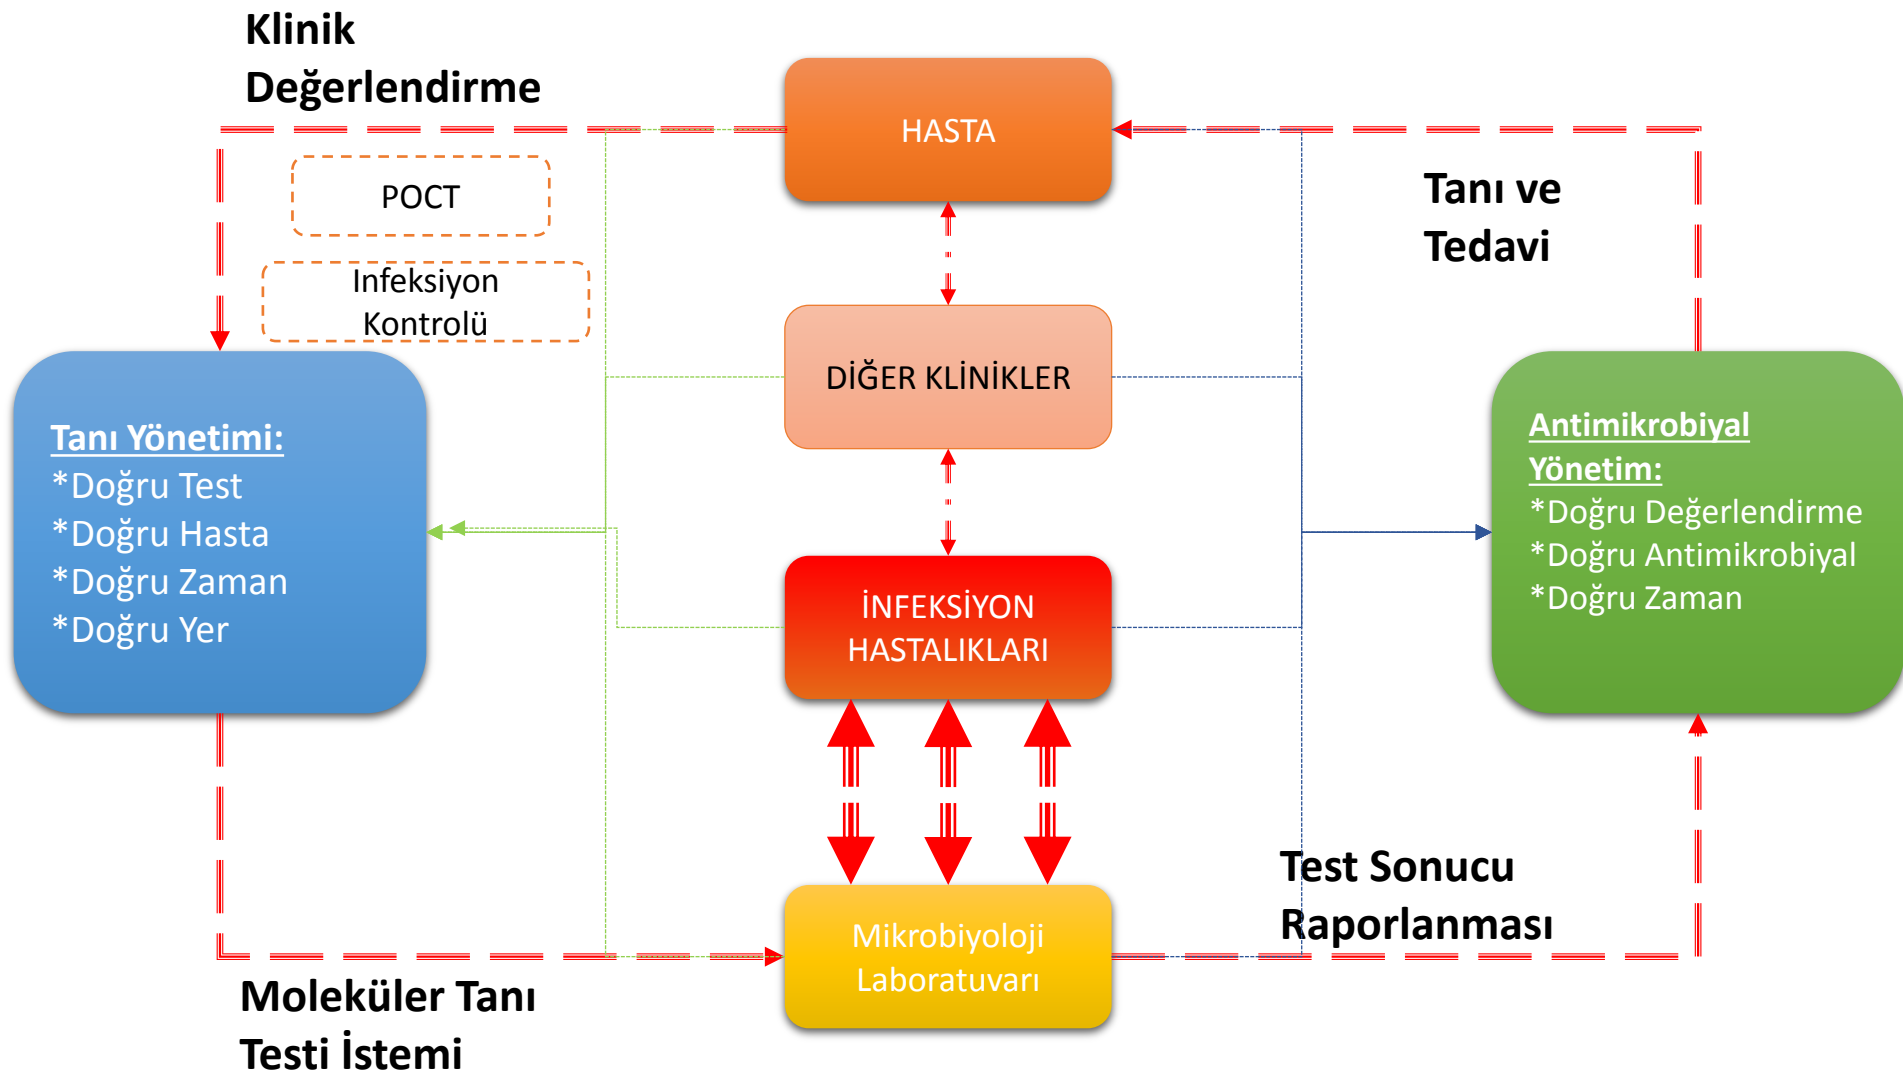 Klinik
Değerlendirme
HASTA
POCT
Infeksiyon
Kontrolü
Tanı ve
Tedavi
DİĞER KLİNİKLER
Tanı Yönetimi:
*Doğru Test
*Doğru Hasta
*Doğru Zaman
*Doğru Yer
Antimikrobiyal
Yönetim:
*Doğru Değerlendirme
*Doğru Antimikrobiyal
*Doğru Zaman
İNFEKSİYON
HASTALIKLARI
Mikrobiyoloji
Laboratuvarı
Test Sonucu
Raporlanması
Moleküler Tanı
Testi İstemi